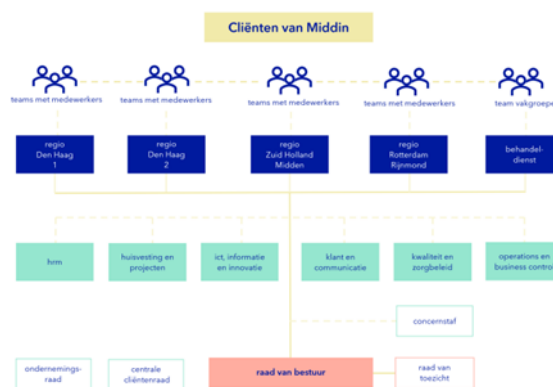 Cliënten van Middin
teams met medewerkers
teams met medewerkers
teams met medewerkers
teams met medewerkers
team vakgroepe
regio
Den Haag
1
regio
Den Haag
2
regio
Zuid Holland
Midden
regio
Rotterdam
Rijnmond
behandel-
dienst
hrm
huisvesting en
projecten
ict, informatie
en innovatie
klant en
communicatie
kwaliteit en
zorgbeleid
operations en
business control
concernstaf
ondernemings-
raad
centrale
cliëntenraad
raad van bestuur
raad van
toezicht